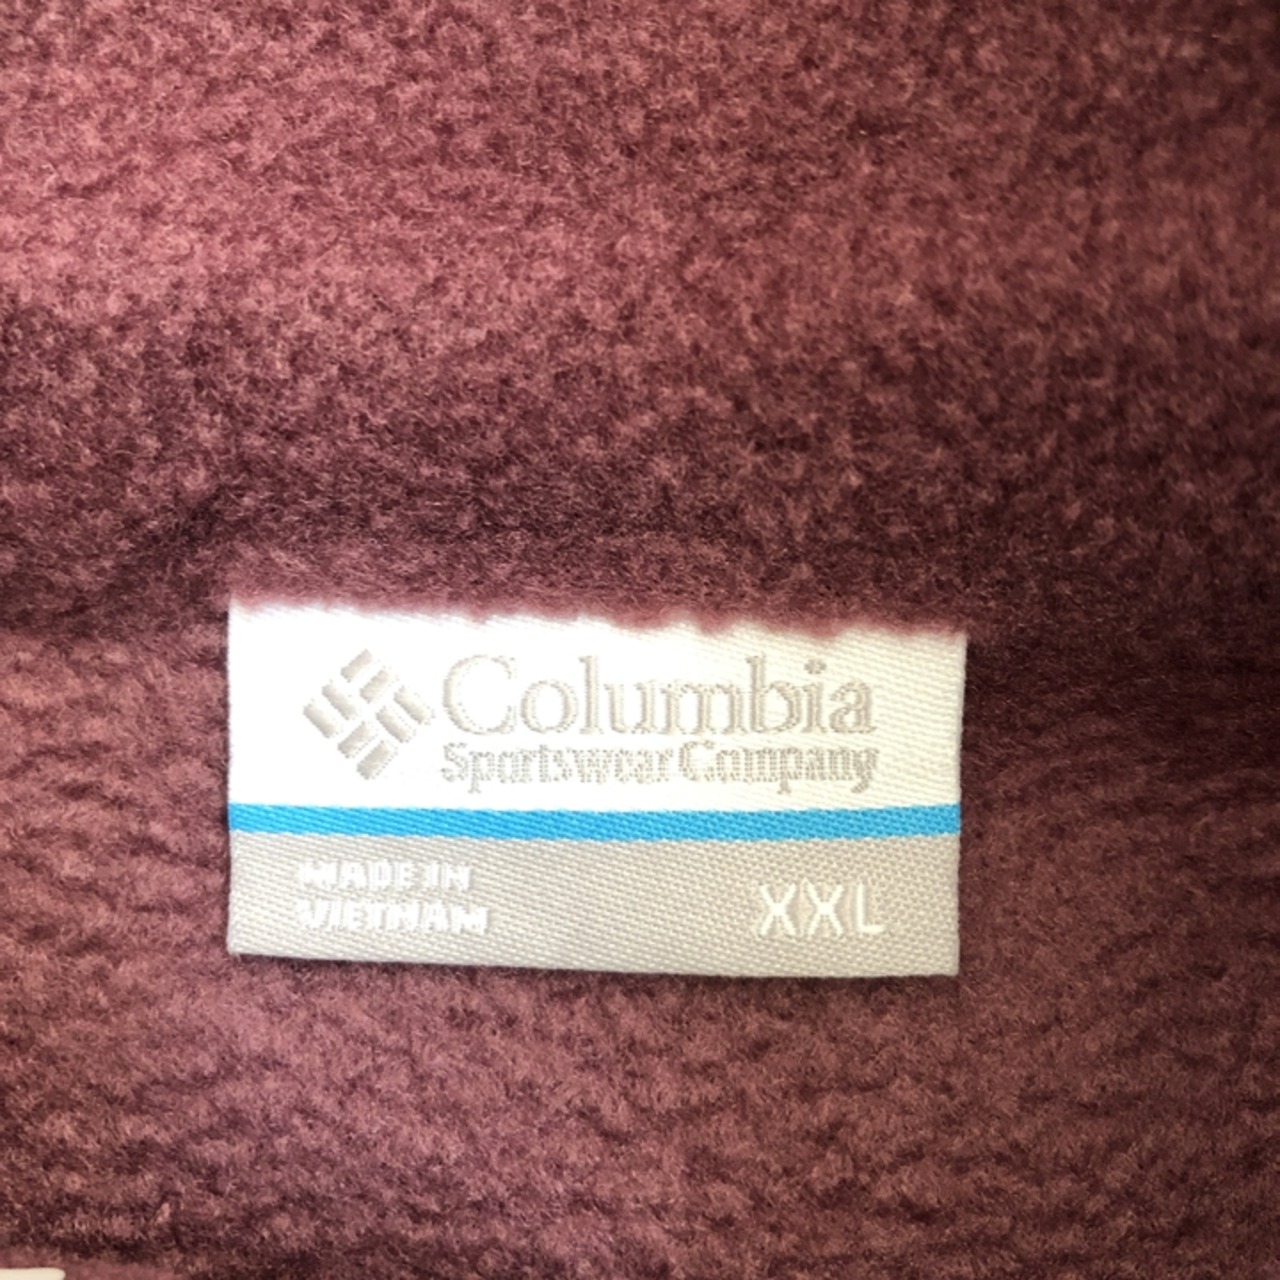 Columbia
Sportswear Company
MADE IN
VIETNAM
XXL